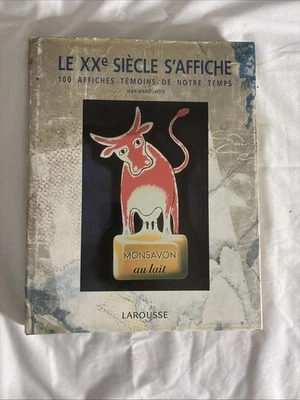 LE XXe SIÈCLE S'AFFICHE
100 AFFICHES TÉMOINS DE NOTRE TEMPS
MONSAVON
au lait
LAROUSSE